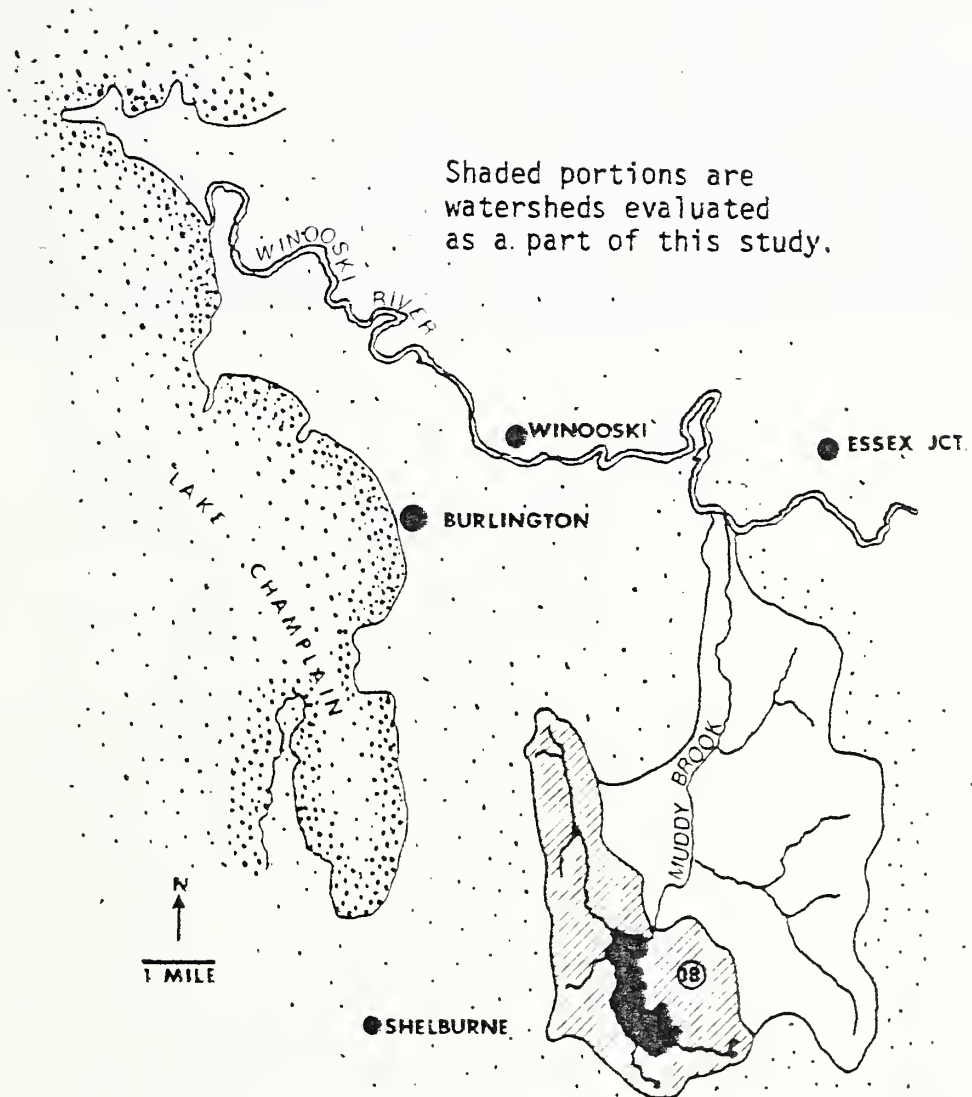 Shaded portions are
watersheds evaluated
as a part of this study.
WINOOSKI RIVER
WINOOSKI
ESSEX JCT.
BURLINGTON
LAKE CHAMPLAIN
MUDDY BROOK
N
1 MILE
18
SHELBURNE